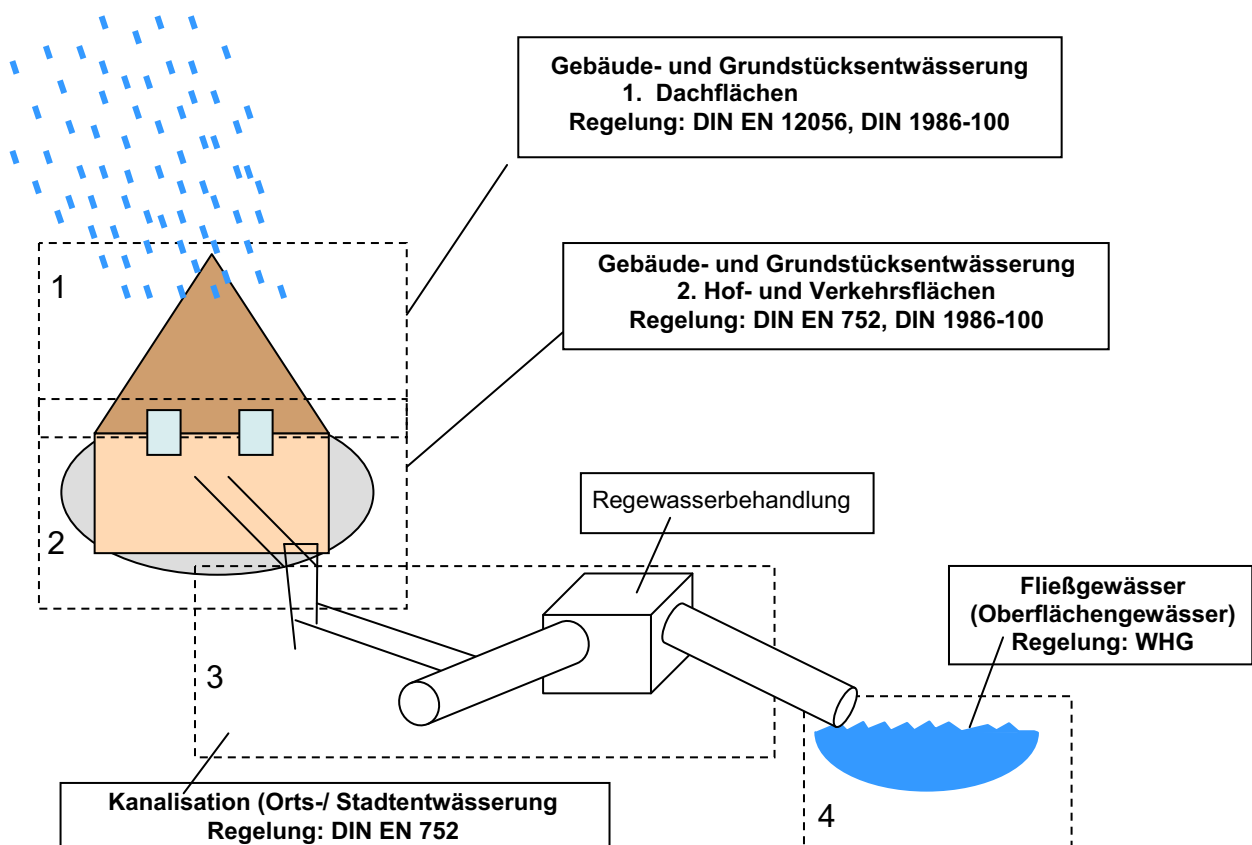 Gebäude- und Grundstücksentwässerung
1. Dachflächen
Regelung: DIN EN 12056, DIN 1986-100
Gebäude- und Grundstücksentwässerung
2. Hof- und Verkehrsflächen
Regelung: DIN EN 752, DIN 1986-100
1
2
Regewasserbehandlung
Fließgewässer
(Oberflächengewässer)
Regelung: WHG
3
Kanalisation (Orts-/ Stadtentwässerung
Regelung: DIN EN 752
4